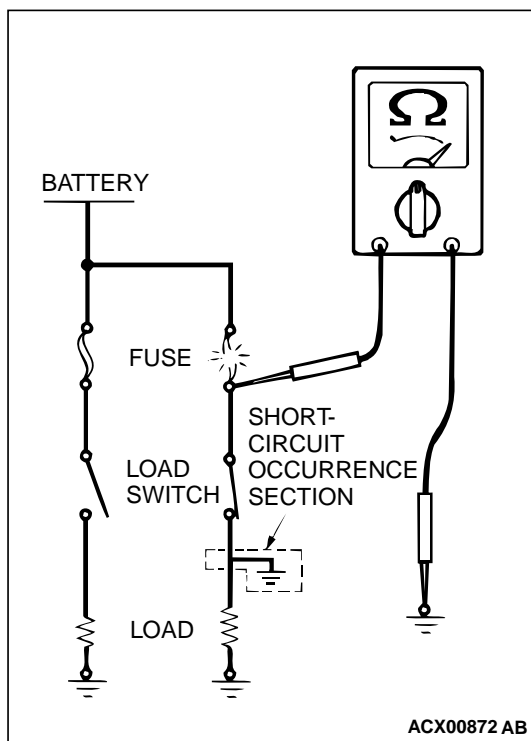 Ω
BATTERY
FUSE
SHORT-
CIRCUIT
OCCURRENCE
SECTION
LOAD
SWITCH
LOAD
ACX00872 AB